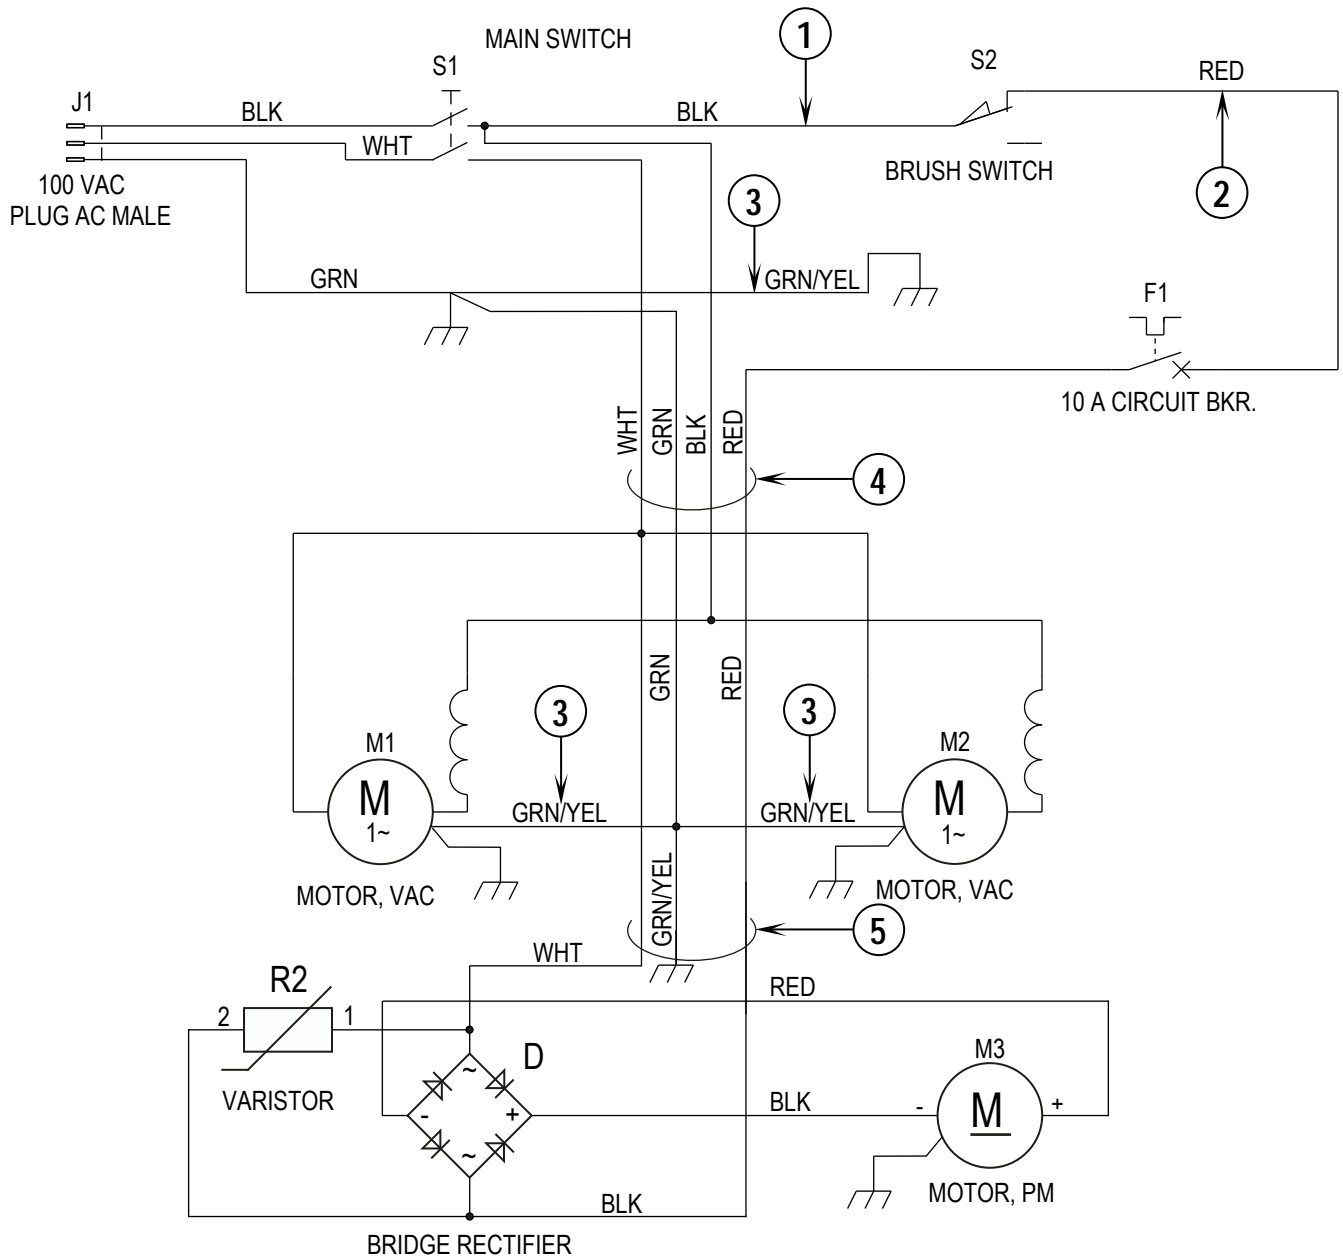 MAIN SWITCH
1
S1
S2
RED
J1
BLK
BLK
WHT
BRUSH SWITCH
100 VAC
PLUG AC MALE
3
2
GRN
GRN/YEL
F1
10 A CIRCUIT BKR.
WHT
GRN
BLK
RED
4
GRN
RED
3
3
M1
M2
M
1~
M
1~
GRN/YEL
GRN/YEL
MOTOR, VAC
MOTOR, VAC
GRN/YEL
5
WHT
R2
RED
2
1
D
M3
~
VARISTOR
BLK
-
+
-
M
+
~
MOTOR, PM
BLK
BRIDGE RECTIFIER